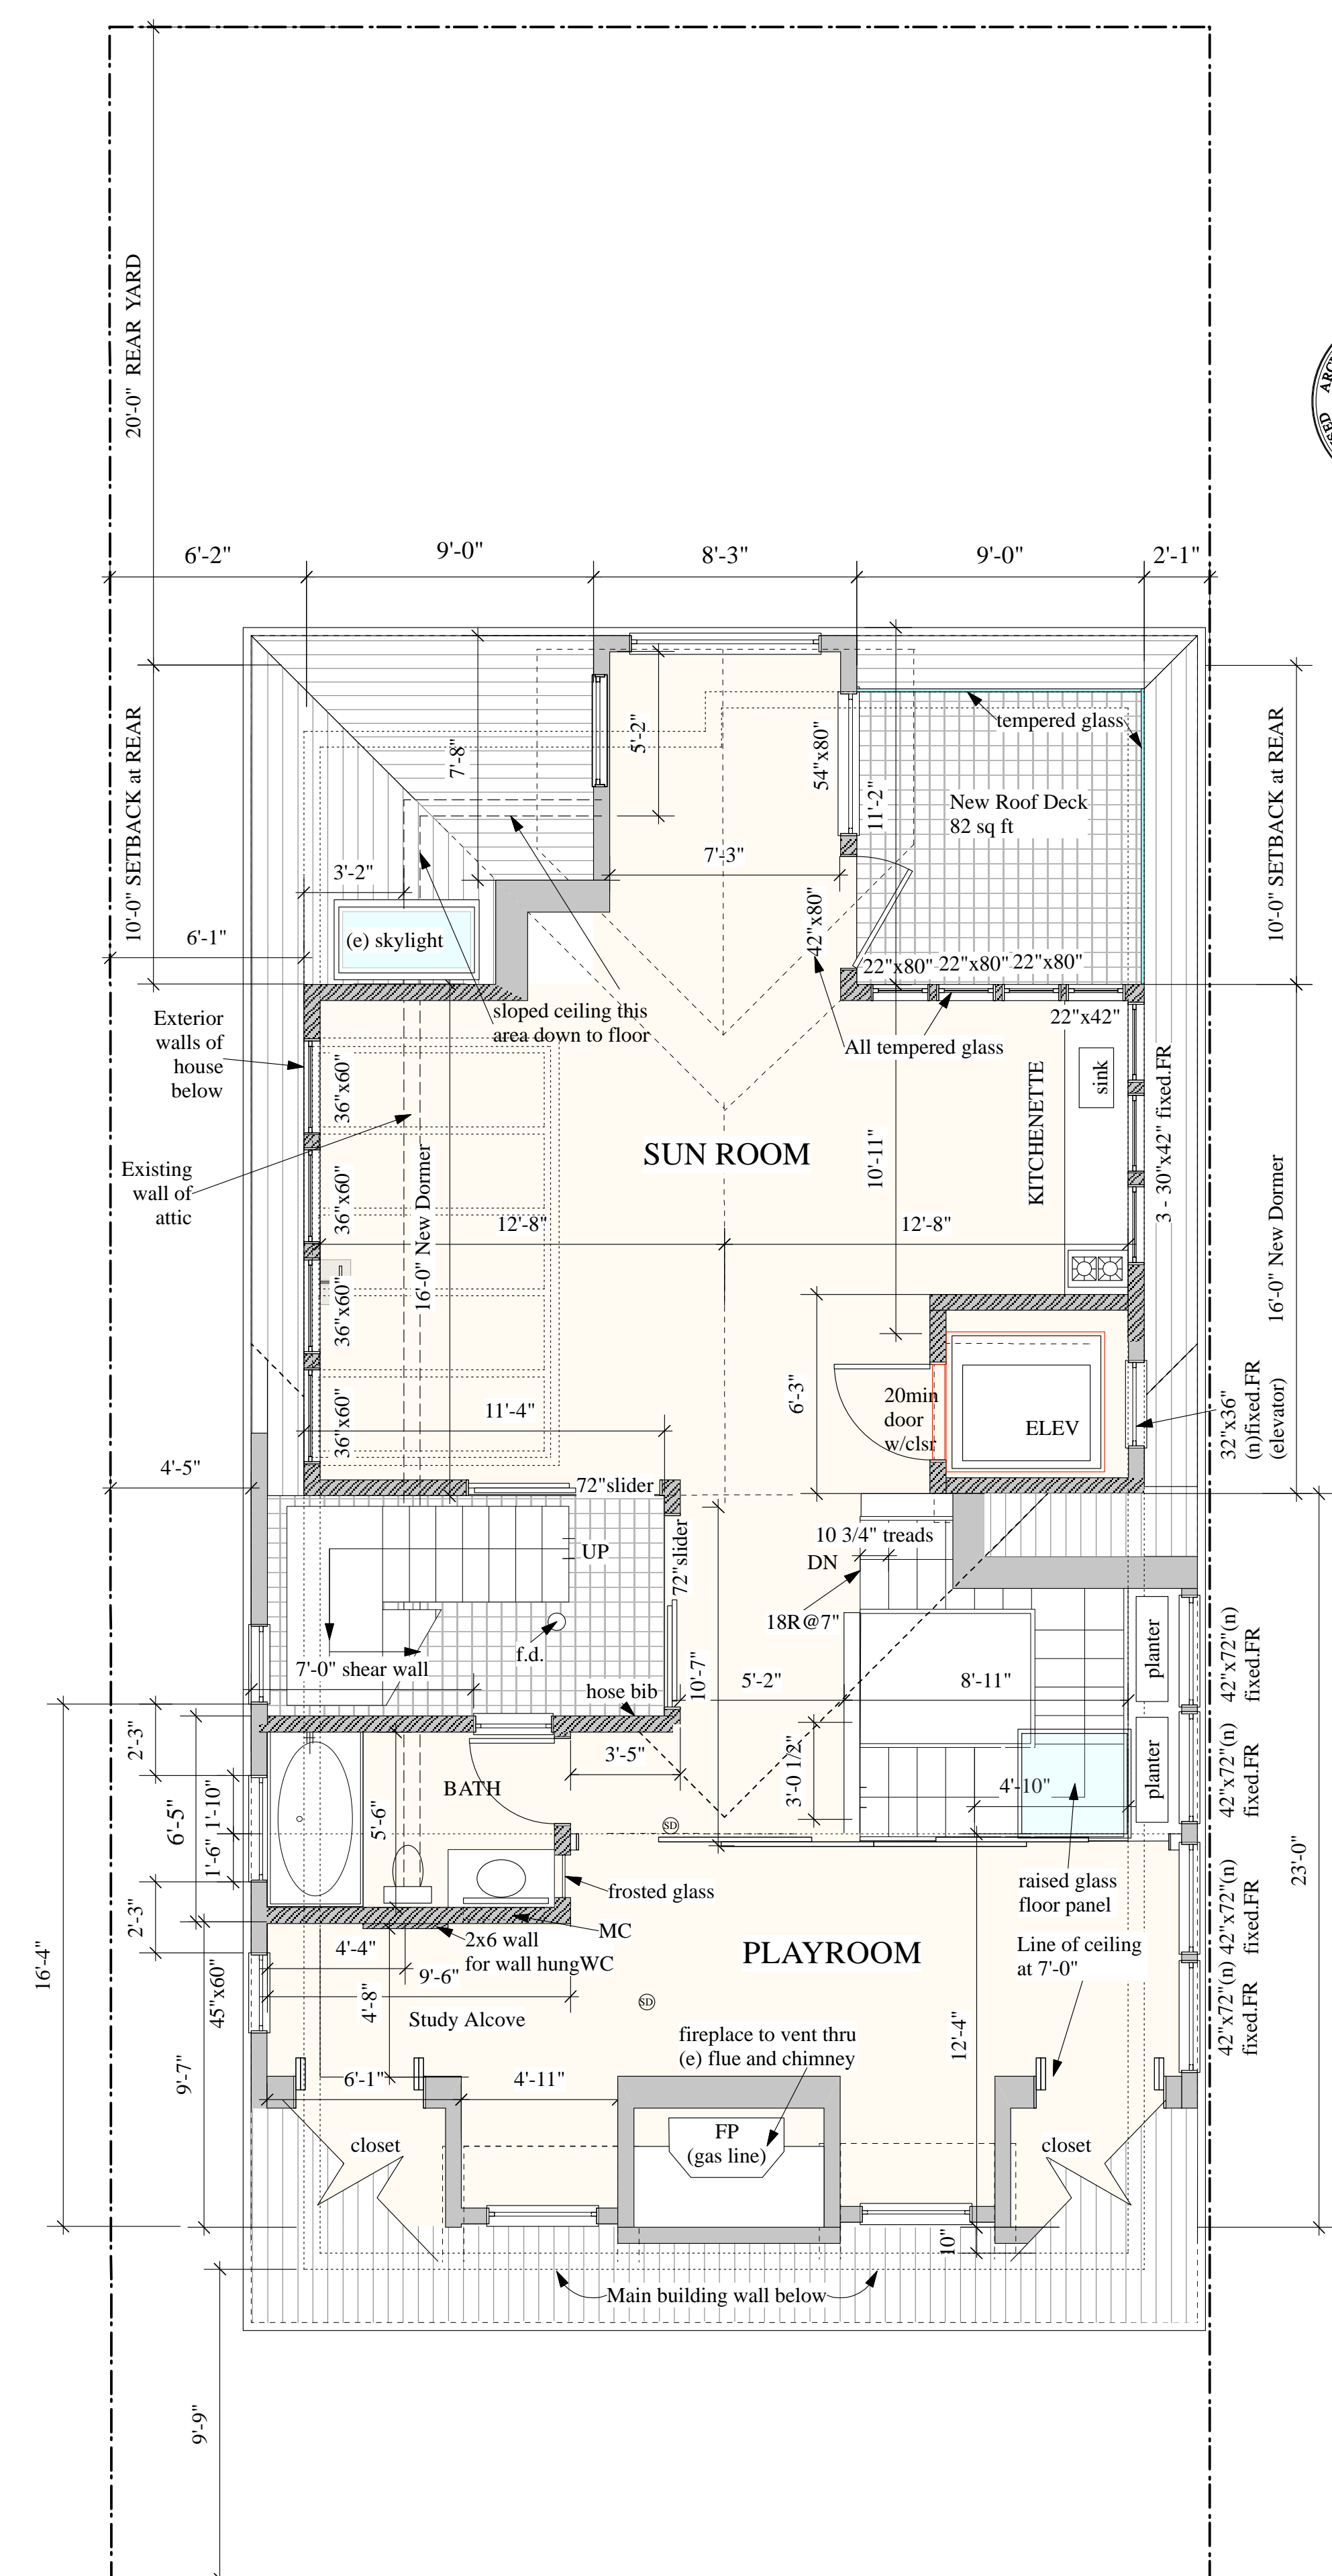 20'-0" REAR YARD
ARC
SED
6'-2"
9'-0"
8'-3"
9'-0"
2'-1"
10'-0" SETBACK at REAR
7'-8"
5'-2"
54"x80"
11'-2"
tempered glass
New Roof Deck
82 sq ft
10'-0" SETBACK at REAR
3'-2"
7'-3"
6'-1"
(e) skylight
42"x80"
22"x80"
22"x80"
22"x80"
Exterior
walls of
house
below
sloped ceiling this
area down to floor
22"x42"
All tempered glass
36"x60"
KITCHENETTE
sink
3 - 30"x42" fixed.FR
SUN ROOM
10'-11"
Existing
wall of
attic
36"x60"
16'-0" New Dormer
12'-8"
12'-8"
16'-0" New Dormer
36"x60"
36"x60"
11'-4"
6'-3"
20min
door
w/clsr
ELEV
32"x36"
(n)fixed.FR
(elevator)
4'-5"
72"slider
72"slider
UP
10 3/4" treads
DN
18R@7"
f.d.
7'-0" shear wall
hose bib
10'-7"
5'-2"
8'-11"
planter
42"x72"(n)
fixed.FR
2'-3"
6'-5"
1'-10"
1'-6"
2'-3"
BATH
5'-6"
3'-5"
3'-0 1/2"
4'-10"
planter
42"x72"(n)
fixed.FR
23'-0"
SD
frosted glass
raised glass
floor panel
MC
2x6 wall
for wall hungWC
4'-4"
9'-6"
PLAYROOM
Line of ceiling
at 7'-0"
42"x72"(n)
fixed.FR
42"x72"(n)
fixed.FR
16'-4"
45"x60"
4'-8"
Study Alcove
SD
fireplace to vent thru
(e) flue and chimney
12'-4"
9'-7"
6'-1"
4'-11"
closet
FP
(gas line)
closet
10"
Main building wall below
9'-9"